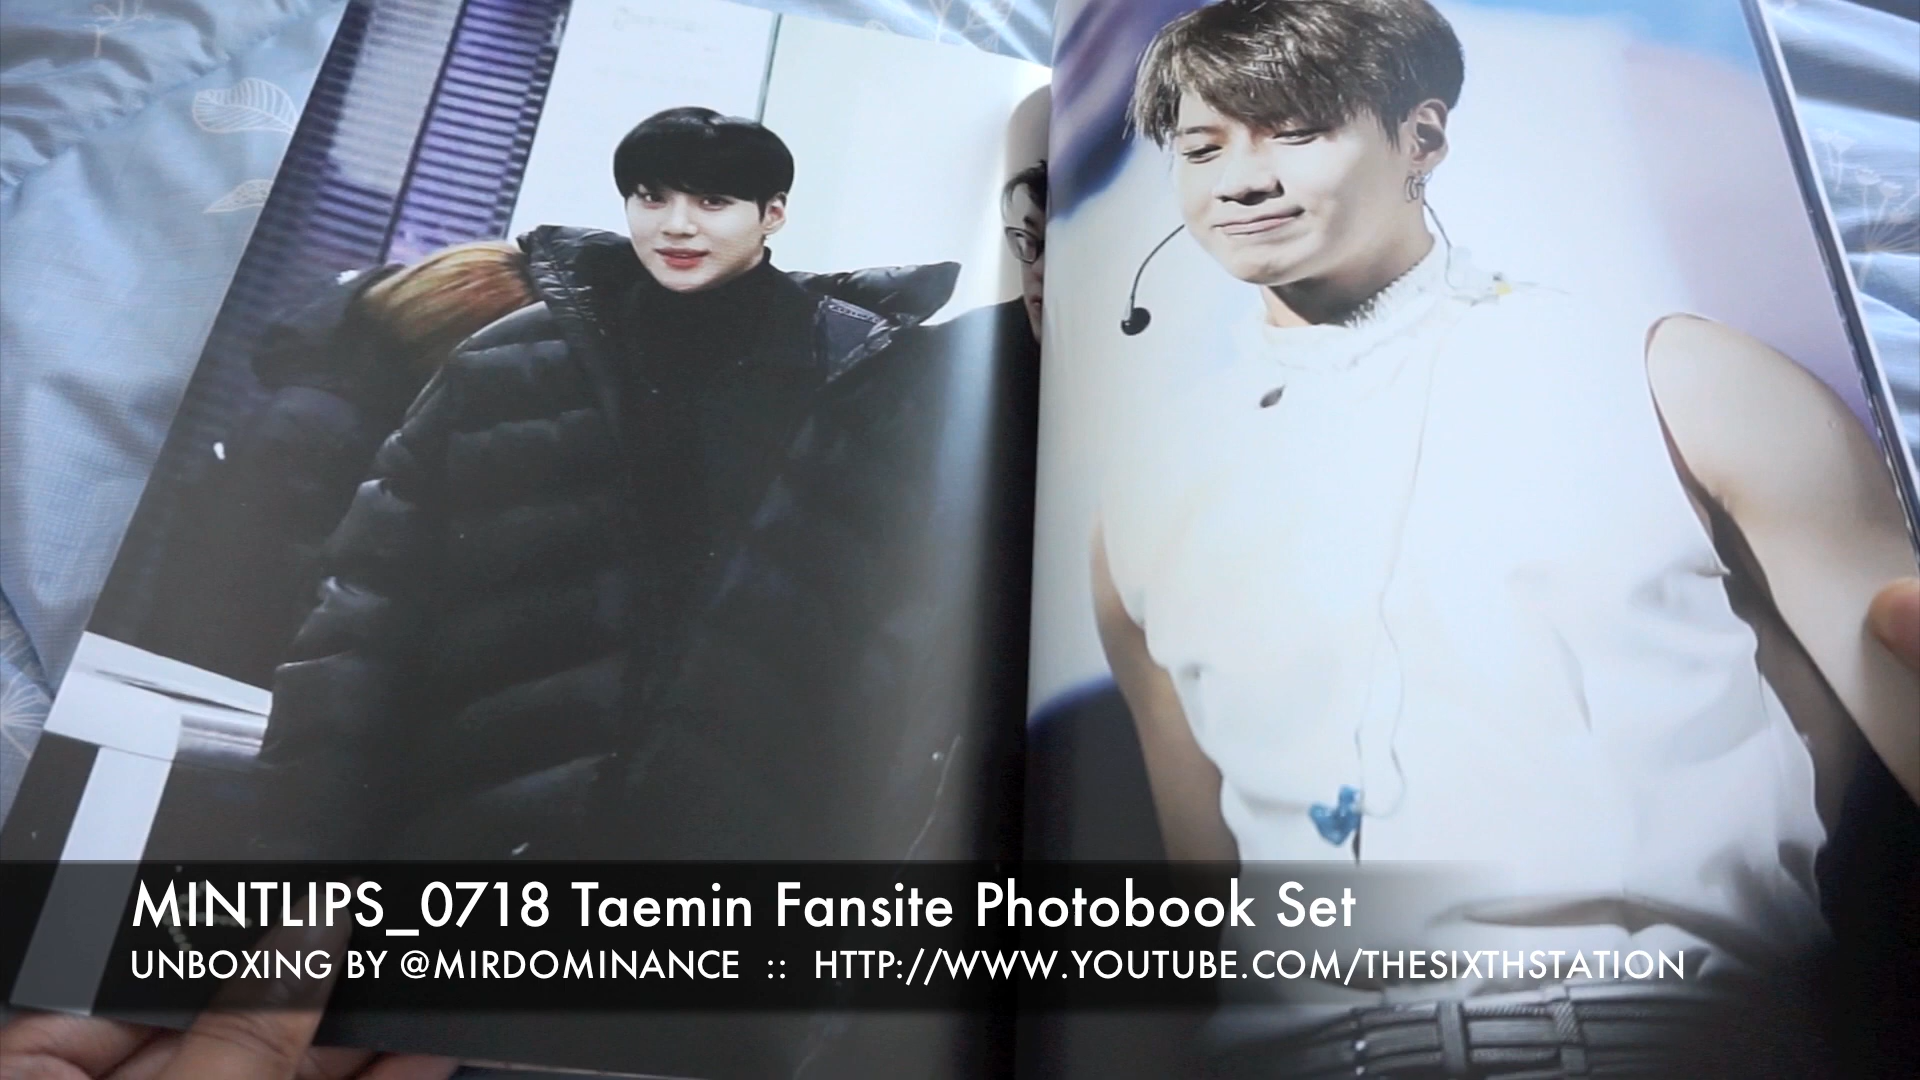 MINTLIPS_0718 Taemin Fansite Photobook Set
UNBOXING BY @MIRDOMINANCE :: HTTP://WWW.YOUTUBE.COM/THESIXTHSTATION